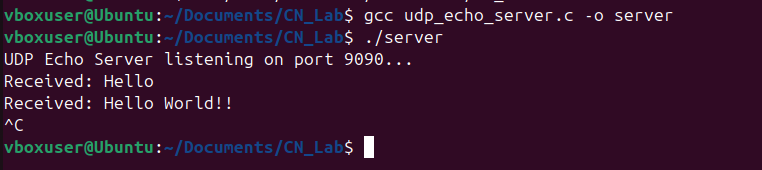 vboxuser@Ubuntu:~/Documents/CN_Lab$ gcc udp_echo_server.c -o server
vboxuser@Ubuntu:~/Documents/CN_Lab$ ./server
UDP Echo Server listening on port 9090...
Received: Hello
Received: Hello World!!
^C
vboxuser@Ubuntu:~/Documents/CN_Lab$